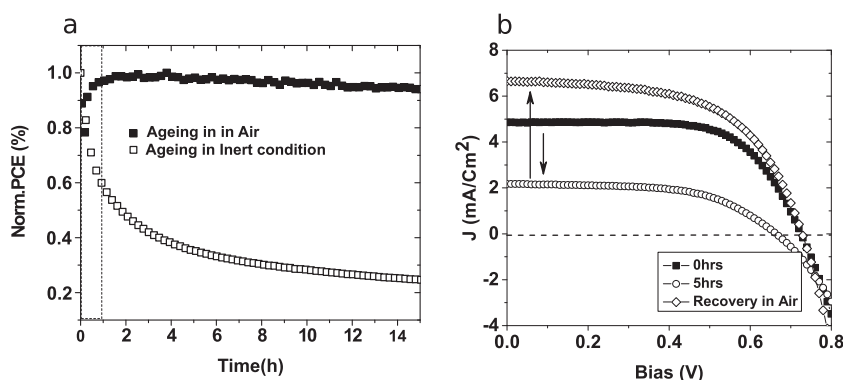 a
Norm.PCE (%)
1.0
0.8
0.6
0.4
0.2
Ageing in in Air
Ageing in Inert condition
0 2 4 6 8 10 12 14
Time(h)
b
J (mA/Cm²)
8
6
4
2
0
-2
-4
0hrs
5hrs
Recovery in Air
0.0 0.2 0.4 0.6 0.8
Bias (V)